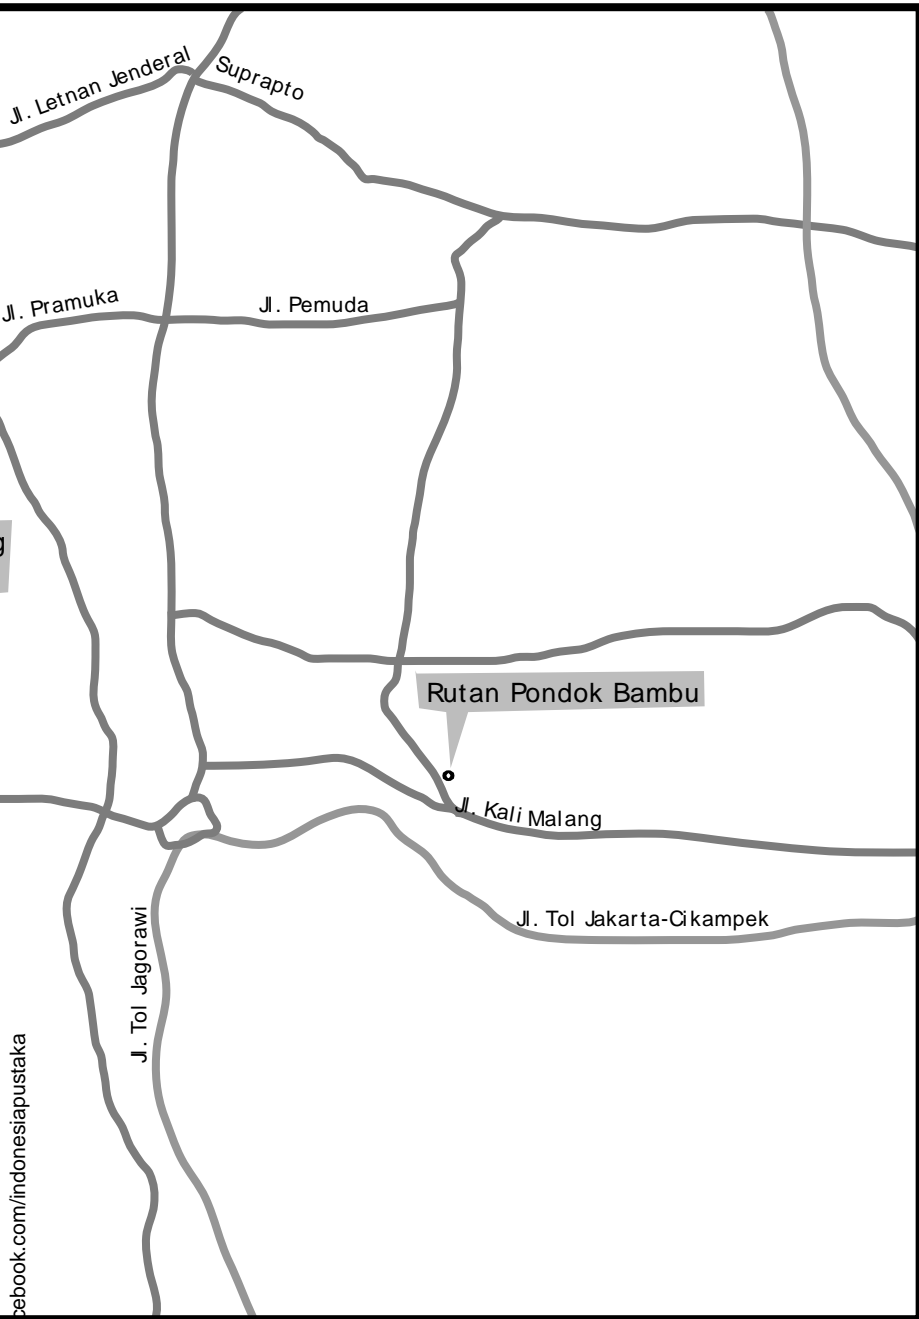 Jl. Letnan Jenderal
Suprapto
Jl. Pramuka
Jl. Pemuda
g
Rutan Pondok Bambu
Jl. Kali Malang
Jl. Tol Jakarta-Cikampek
Jl. Tol Jagorawi
cebook.com/indonesiapustaka